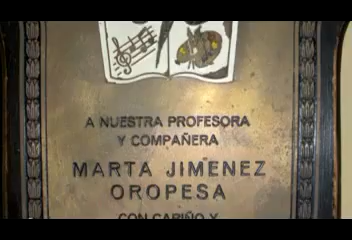 A NUESTRA PROFESORA
Y COMPAÑERA
MARTA JIMENEZ
OROPESA
CON CARIÑO Y